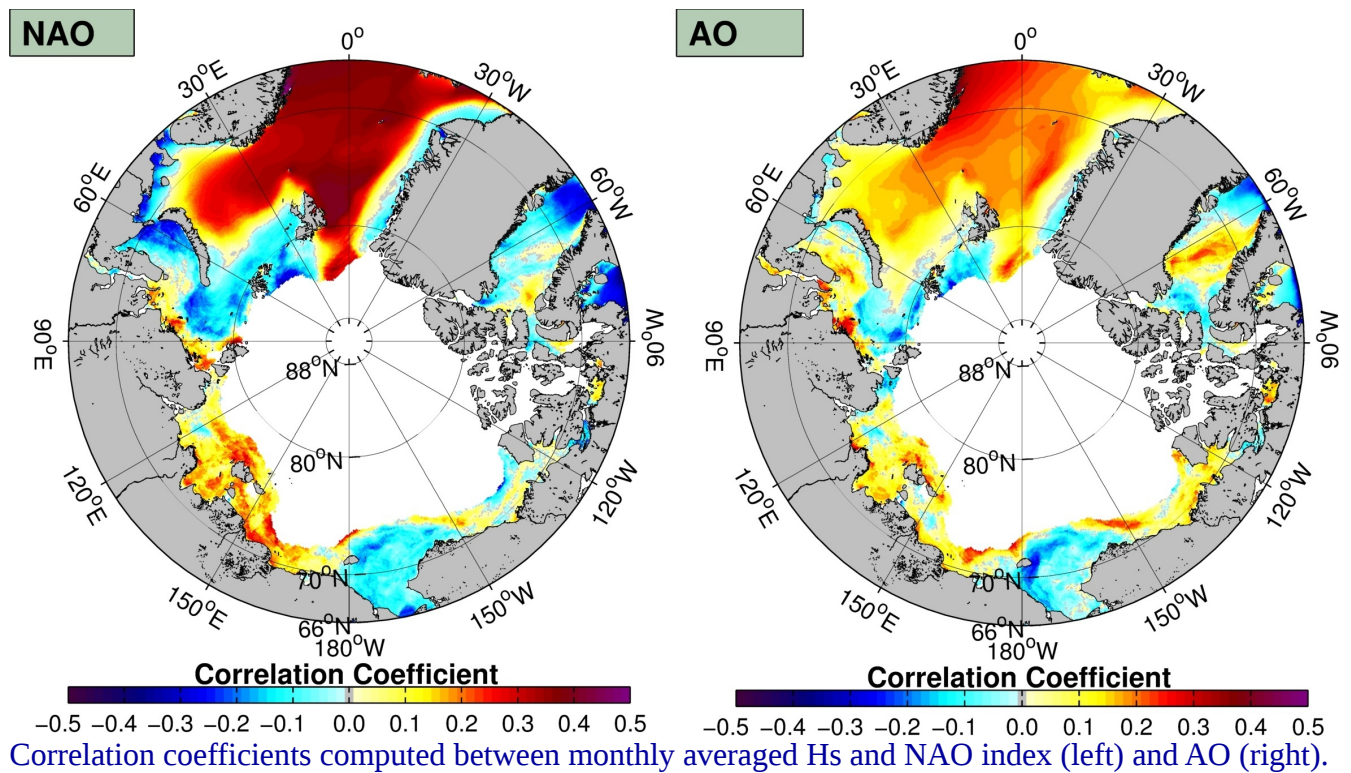 NAO
0°
30°E
30°W
60°E
60°W
90°E
90°W
88°N
80°N
120°E
120°W
70°N
150°E
150°W
66°N
180°W
Correlation Coefficient
−0.5 −0.4 −0.3 −0.2 −0.1 0.0 0.1 0.2 0.3 0.4 0.5
AO
0°
30°E
30°W
60°E
60°W
90°E
90°W
88°N
80°N
120°E
120°W
70°N
150°E
150°W
66°N
180°W
Correlation Coefficient
−0.5 −0.4 −0.3 −0.2 −0.1 0.0 0.1 0.2 0.3 0.4 0.5
Correlation coefficients computed between monthly averaged Hs and NAO index (left) and AO (right).